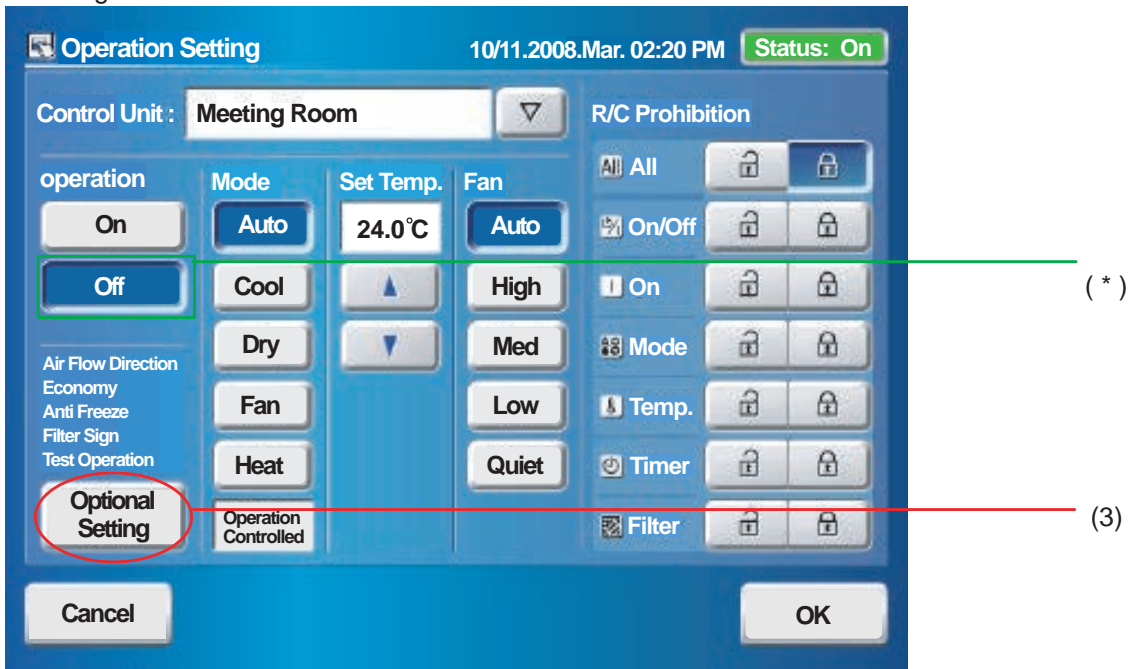 Operation Setting 10/11.2008.Mar. 02:20 PM Status: On
Control Unit : Meeting Room ▽
operation
On
Off
Air Flow Direction
Economy
Anti Freeze
Filter Sign
Test Operation
Optional
Setting
Mode
Auto
Cool
Dry
Fan
Heat
Operation
Controlled
Set Temp.
24.0°C
Fan
Auto
High
Med
Low
Quiet
R/C Prohibition
All All
On/Off
On
Mode
Temp.
Timer
Filter
Cancel
OK
( * )
(3)